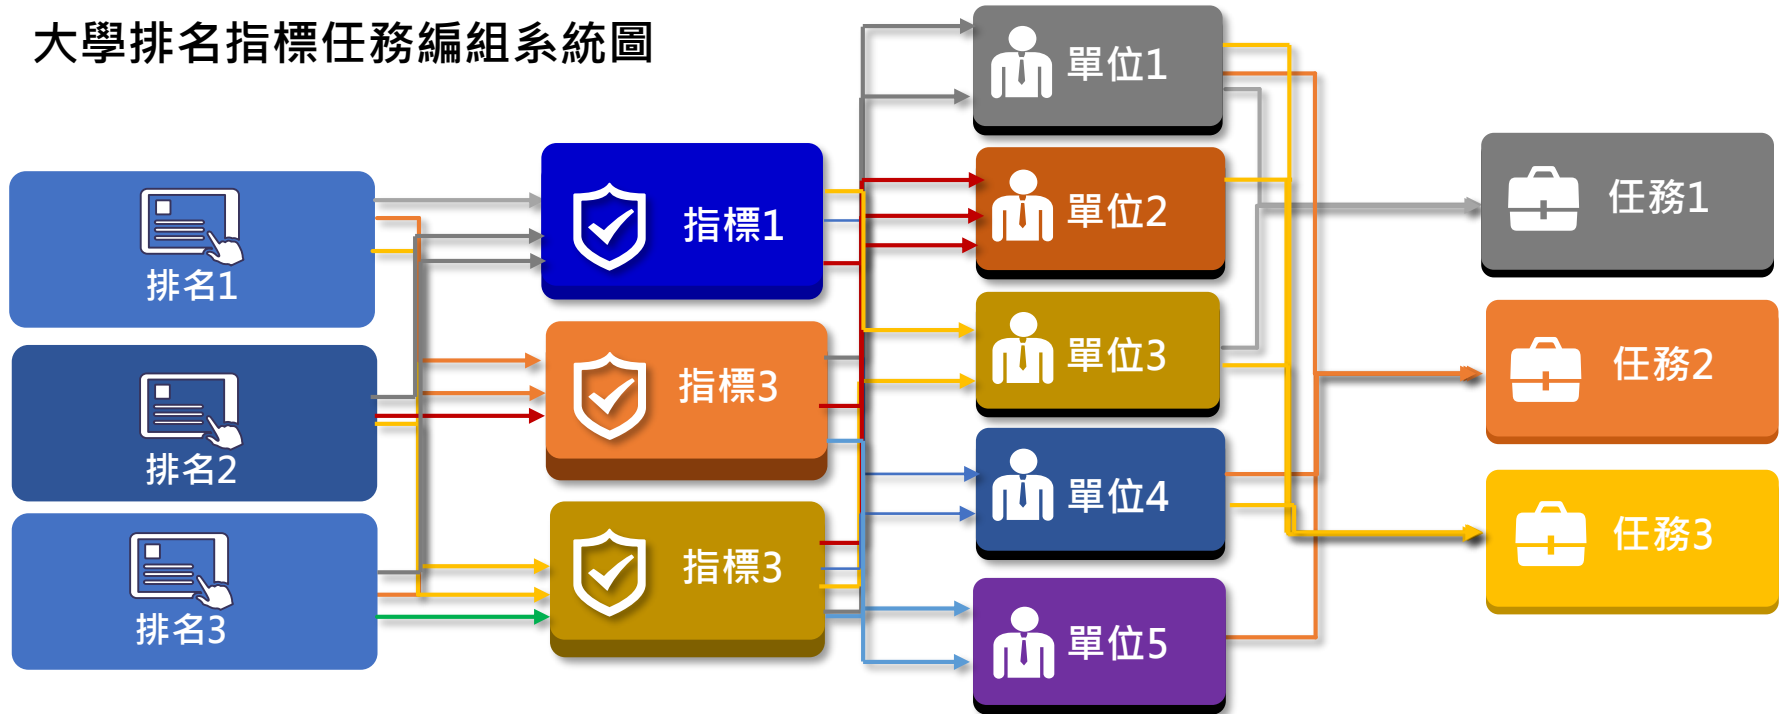 大學排名指標任務編組系統圖
排名1
排名2
排名3
指標1
指標3
指標3
單位1
單位2
單位3
單位4
單位5
任務1
任務2
任務3